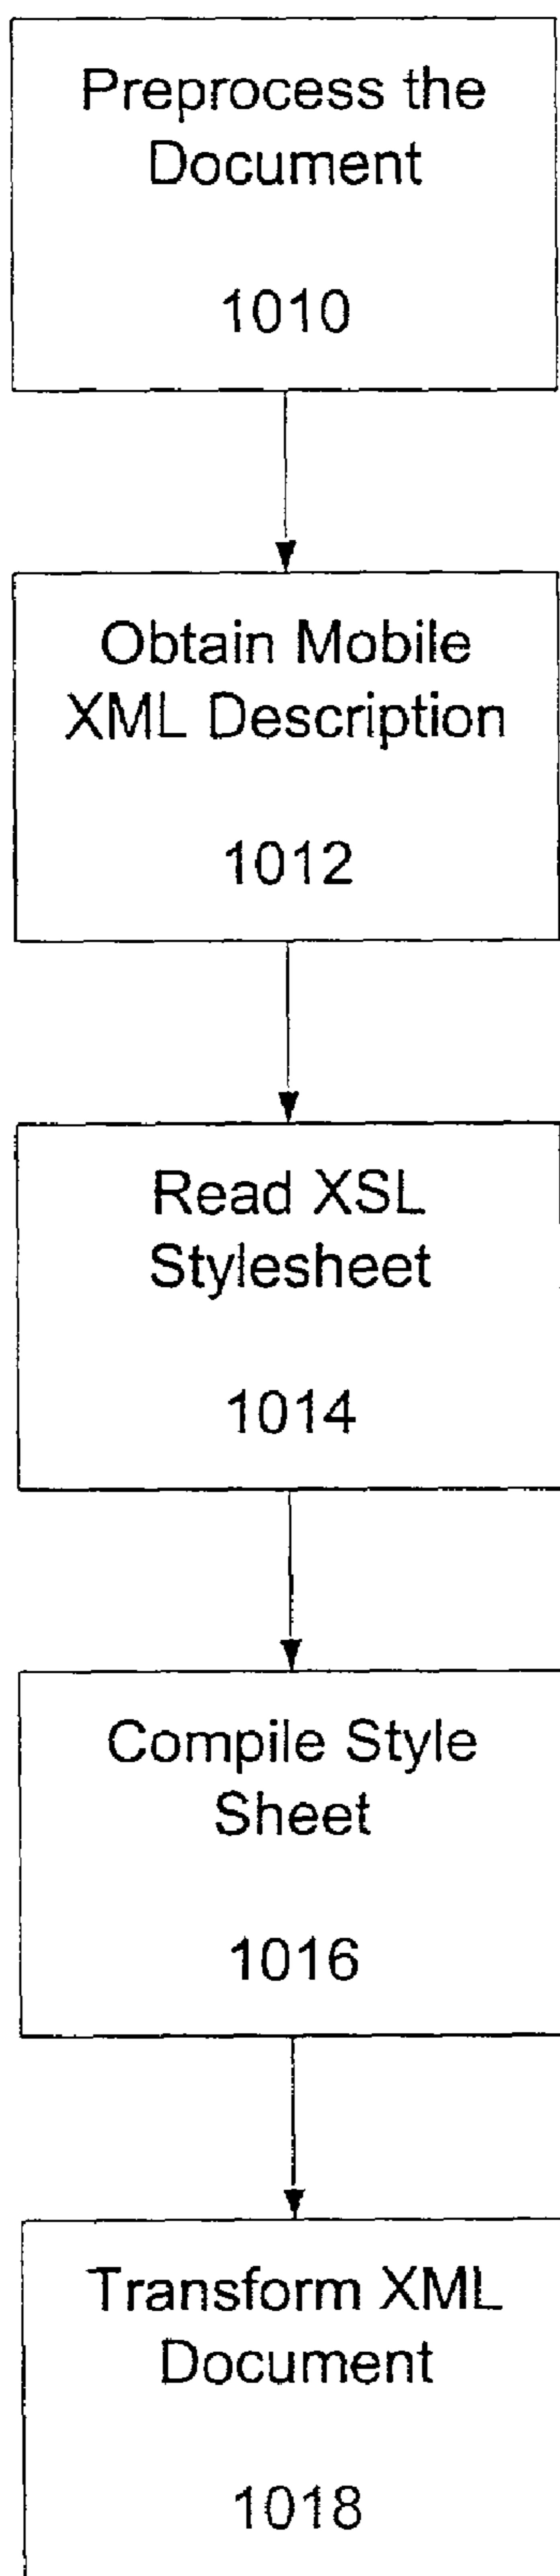 Preprocess the
Document
1010
Obtain Mobile
XML Description
1012
Read XSL
Stylesheet
1014
Compile Style
Sheet
1016
Transform XML
Document
1018